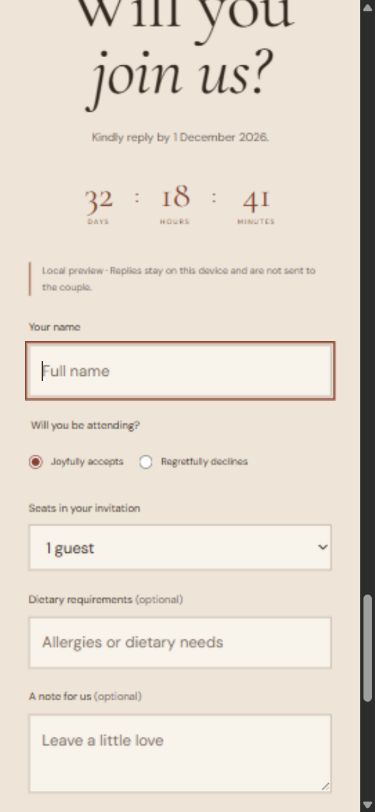 Will you
join us?
Kindly reply by 1 December 2026.
32 : 18 : 41
DAYS HOURS MINUTES
Local preview · Replies stay on this device and are not sent to
the couple.
Your name
Full name
Will you be attending?
Joyfully accepts Regretfully declines
Seats in your invitation
1 guest
Dietary requirements (optional)
Allergies or dietary needs
A note for us (optional)
Leave a little love